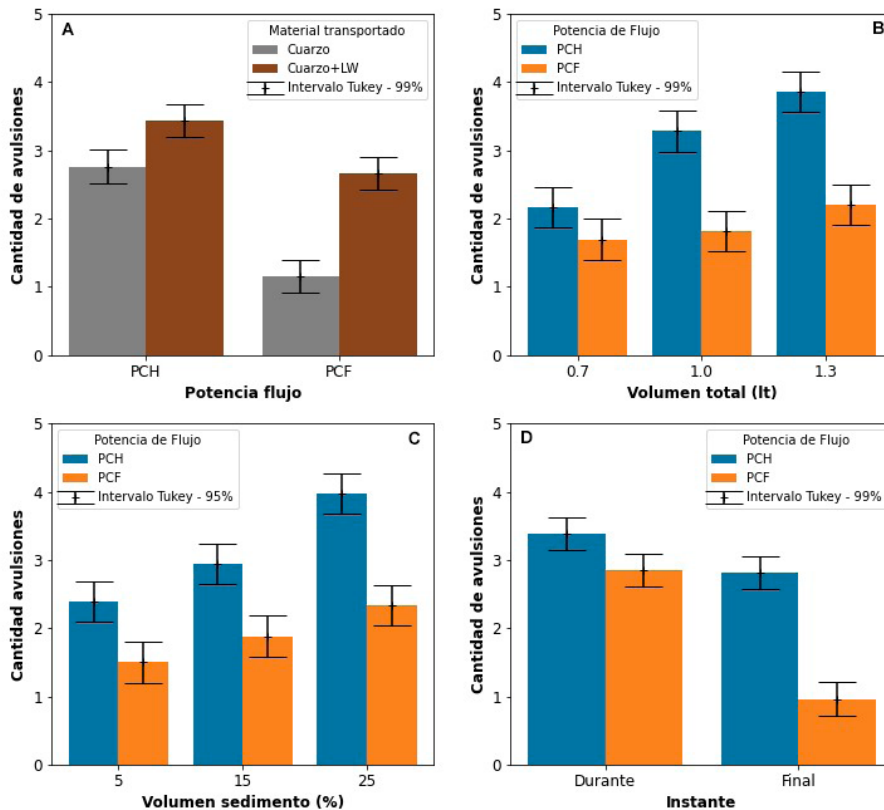 A
Material transportado
Cuarzo
Cuarzo+LW
Intervalo Tukey - 99%
Cantidad de avulsiones
5
4
3
2
1
0
PCH
PCF
Potencia flujo
B
Potencia de Flujo
PCH
PCF
Intervalo Tukey - 99%
Cantidad de avulsiones
5
4
3
2
1
0
0.7
1.0
1.3
Volumen total (lt)
C
Potencia de Flujo
PCH
PCF
Intervalo Tukey - 95%
Cantidad avulsiones
5
4
3
2
1
0
5
15
25
Volumen sedimento (%)
D
Potencia de Flujo
PCH
PCF
Intervalo Tukey - 99%
Cantidad de avulsiones
5
4
3
2
1
0
Durante
Final
Instante